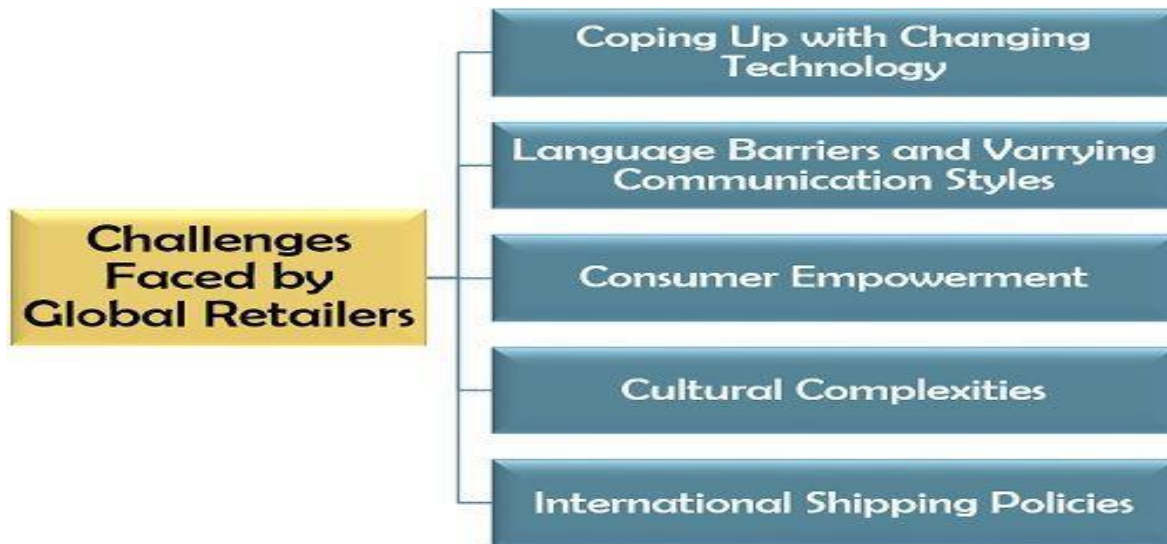 Challenges
Faced by
Global Retailers
Coping Up with Changing
Technology
Language Barriers and Varrying
Communication Styles
Consumer Empowerment
Cultural Complexities
International Shipping Policies